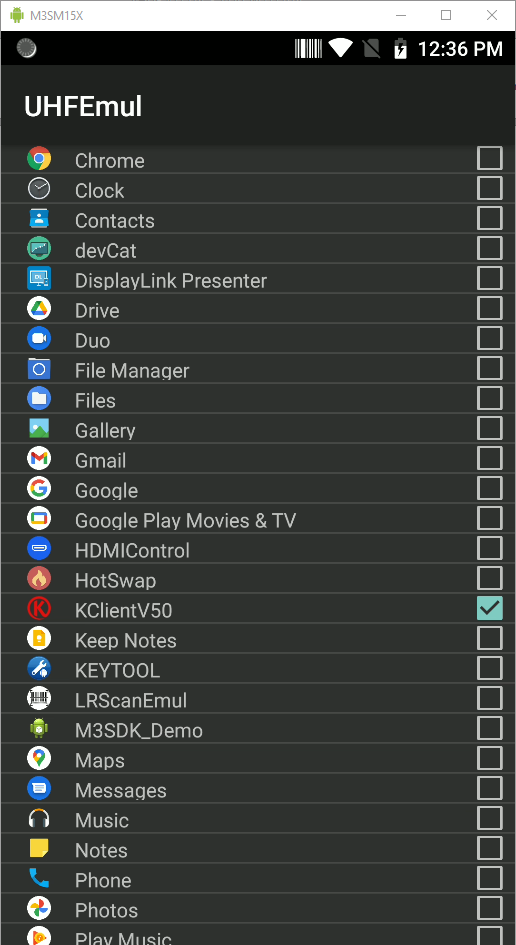 M3SM15X
12:36 PM
UHFEmul
Chrome
Clock
Contacts
devCat
DisplayLink Presenter
Drive
Duo
File Manager
Files
Gallery
Gmail
Google
Google Play Movies & TV
HDMIControl
HotSwap
KClientV50
Keep Notes
KEYTOOL
LRScanEmul
M3SDK_Demo
Maps
Messages
Music
Notes
Phone
Photos
Play Music